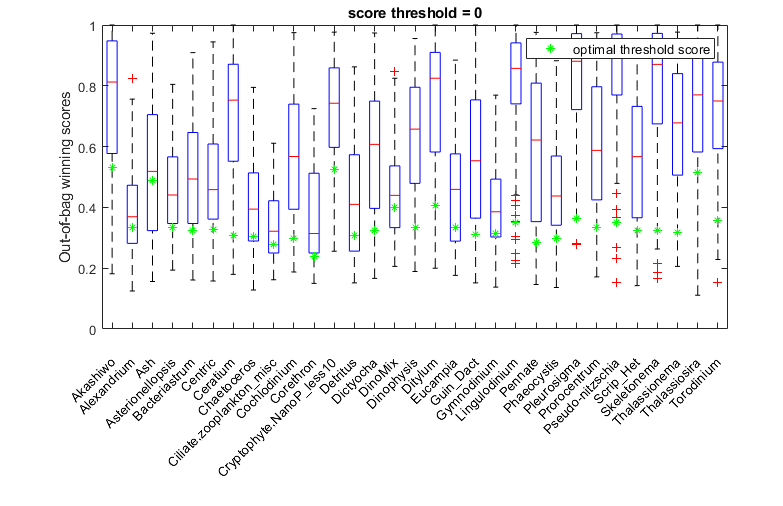 score threshold = 0
optimal threshold score
Out-of-bag winning scores
1
0.8
0.6
0.4
0.2
0
Akashiwo
Alexandrium
Ash
Asterionellopsis
Bacteriastrum
Centric
Ceratium
Chaetoceros
Ciliate.zooplankton_misc
Cochlodinium
Corethron
Cryptophyte.NanoP_less10
Detritus
Dictyocha
DinoMix
Dinophysis
Ditylum
Eucampia
Guin_Dact
Gymnodinium
Lingulodinium
Pennate
Phaeocystis
Pleurosigma
Prorocentrum
Pseudo-nitzschia
Scrip_Het
Skeletonema
Thalassionema
Thalassiosira
Torodinium